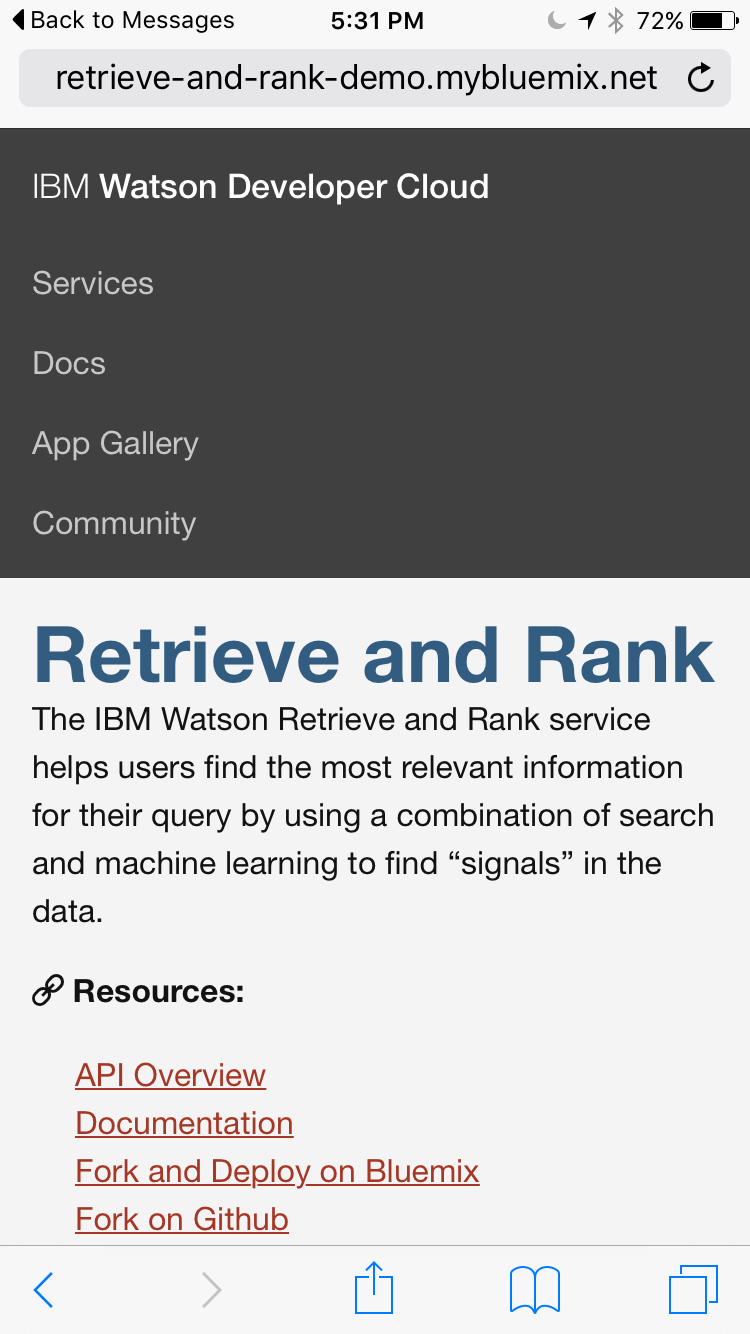 Back to Messages 5:31 PM 72%
retrieve-and-rank-demo.mybluemix.net
IBM Watson Developer Cloud
Services
Docs
App Gallery
Community
Retrieve and Rank
The IBM Watson Retrieve and Rank service
helps users find the most relevant information
for their query by using a combination of search
and machine learning to find “signals” in the
data.
Resources:
API Overview
Documentation
Fork and Deploy on Bluemix
Fork on Github